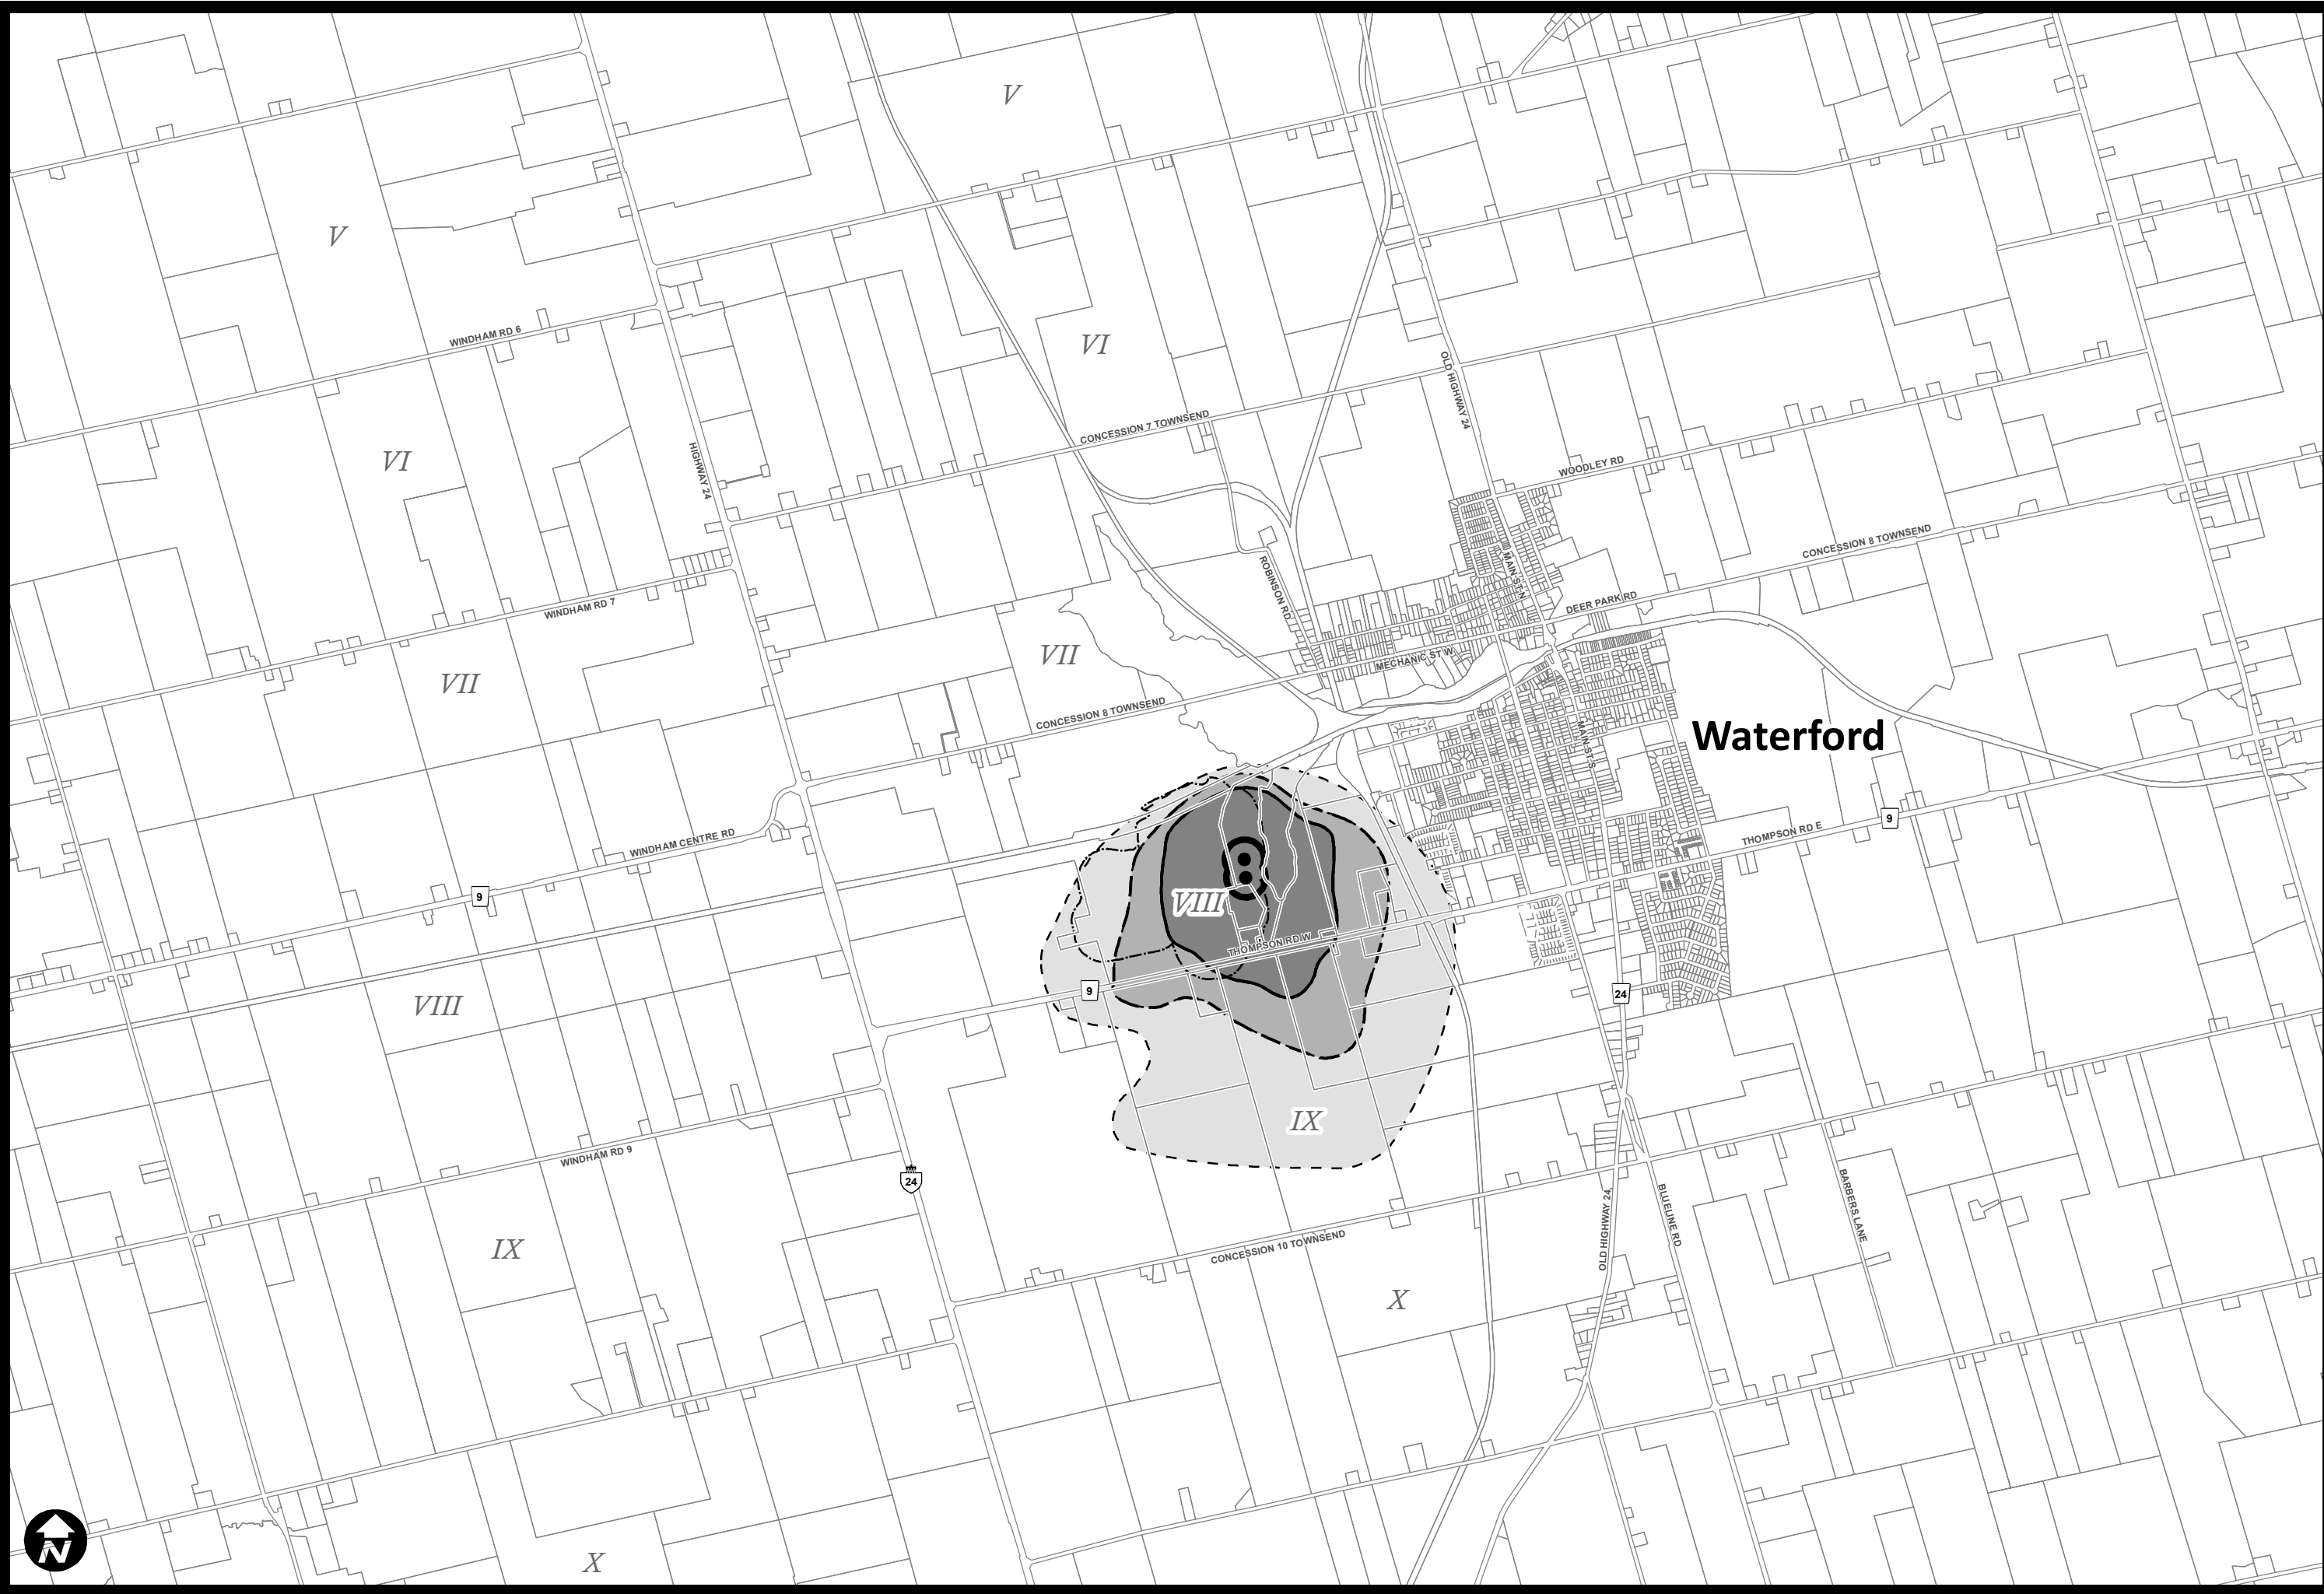 V
V
WINDHAM RD 6
VI
OLD HIGHWAY 24
CONCESSION 7 TOWNSEND
VI
HIGHWAY 24
WOODLEY RD
CONCESSION 8 TOWNSEND
MAIN ST N
ROBINSON RD
WINDHAM RD 7
DEER PARK RD
VII
MECHANIC ST W
VII
CONCESSION 8 TOWNSEND
MAIN ST S
Waterford
9
THOMPSON RD E
WINDHAM CENTRE RD
9
VIII
THOMPSON RD W
9
24
VIII
IX
WINDHAM RD 9
24
BARBERS LANE
BLUELINE RD
OLD HIGHWAY 24
CONCESSION 10 TOWNSEND
IX
X
N
X